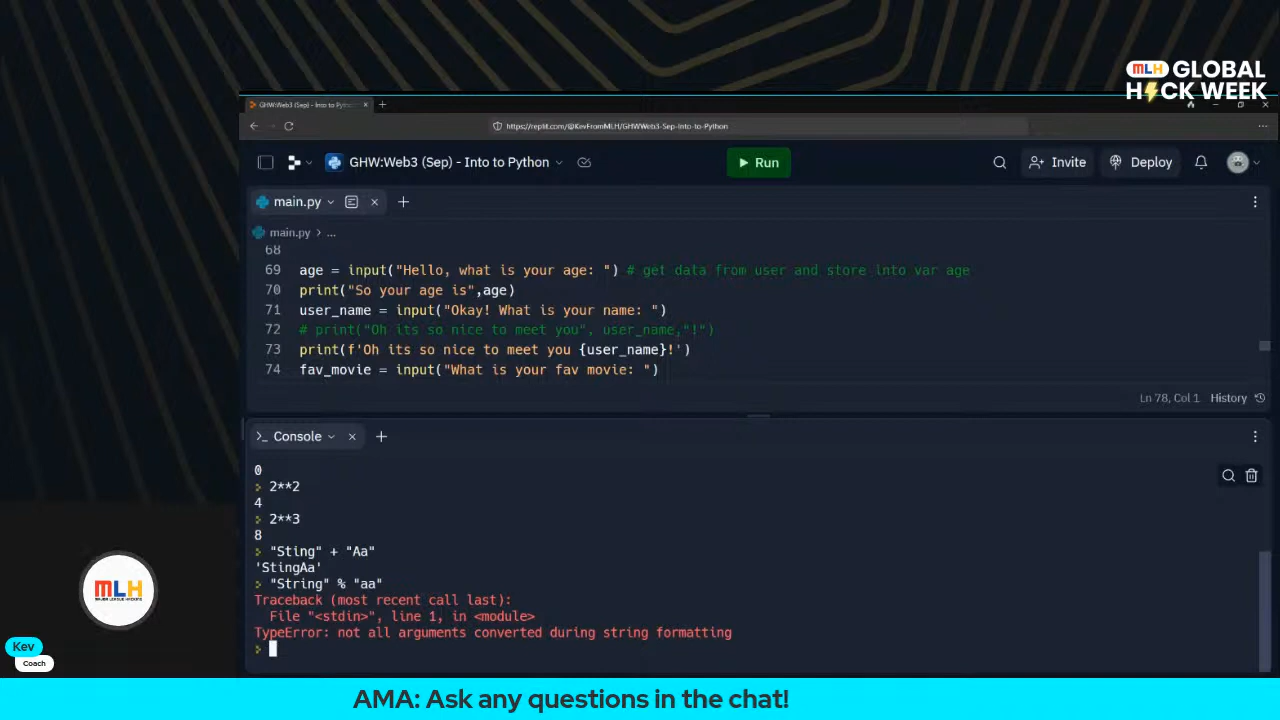 MLH GLOBAL
HACK WEEK
GHW:Web3 (Sep) - Into to Python
https://replit.com/@KevFromMLH/GHWWeb3-Sep-Into-to-Python
GHW:Web3 (Sep) - Into to Python
Run
Invite
Deploy
main.py
main.py > ...
68
69 age = input("Hello, what is your age: ") # get data from user and store into var age
70 print("So your age is",age)
71 user_name = input("Okay! What is your name: ")
72 # print("Oh its so nice to meet you", user_name,"!")
73 print(f'Oh its so nice to meet you {user_name}!')
74 fav_movie = input("What is your fav movie: ")
Ln 78, Col 1 History
>_ Console
0
> 2**2
4
> 2**3
8
> "Sting" + "Aa"
'StingAa'
> "String" % "aa"
Traceback (most recent call last):
File "<stdin>", line 1, in <module>
TypeError: not all arguments converted during string formatting
>
MLH
MAJOR LEAGUE HACKING
Kev
Coach
AMA: Ask any questions in the chat!